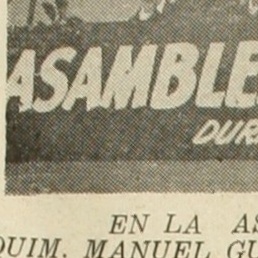 ASAMBLE
DUR
EN LA AS
QUIM. MANUEL GU